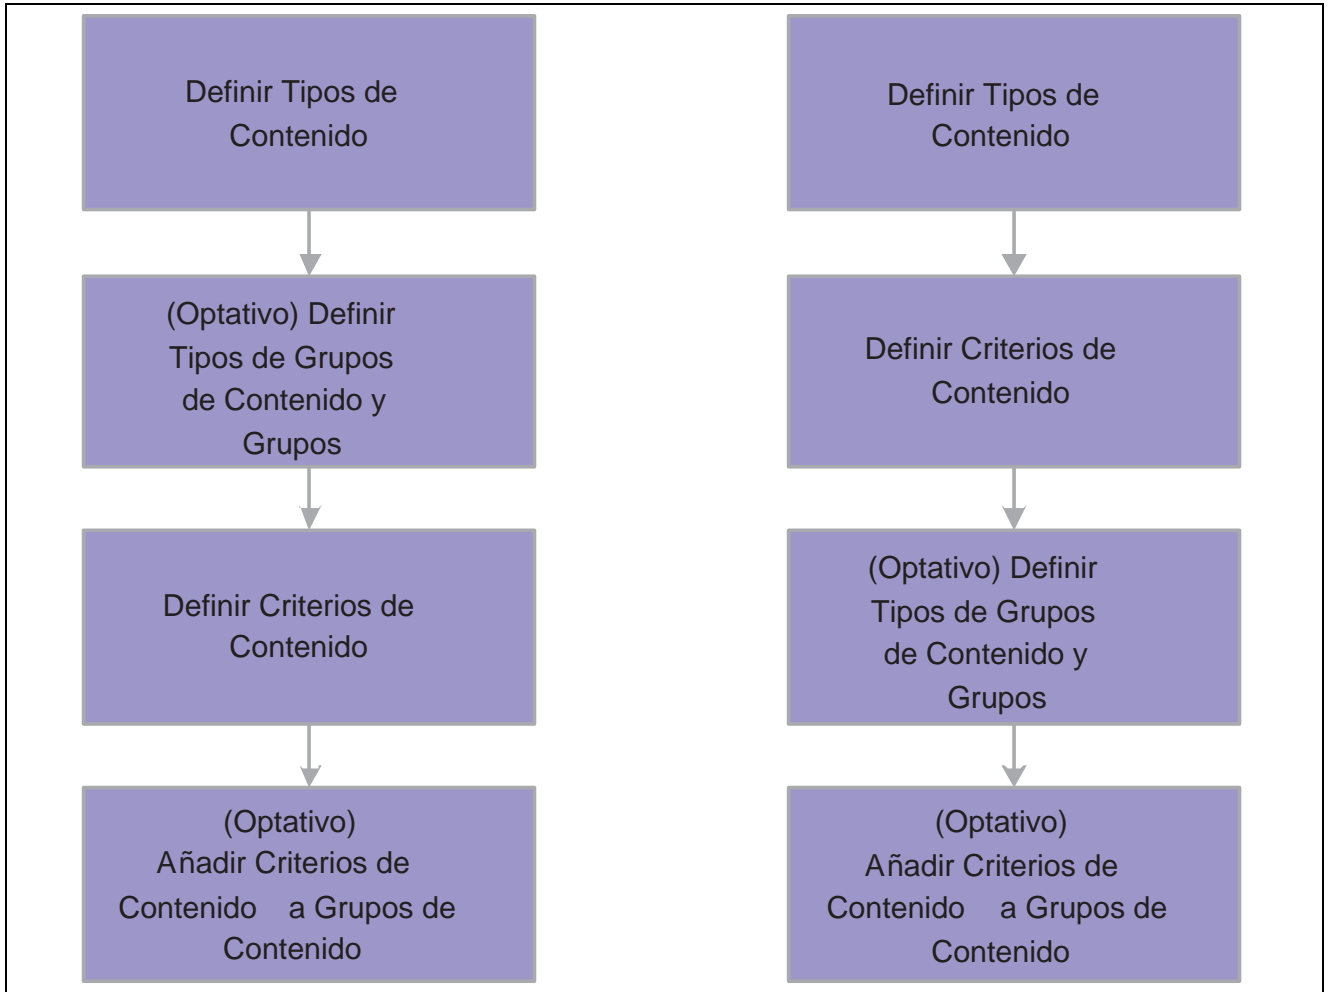 Definir Tipos de
Contenido
(Optativo) Definir
Tipos de Grupos
de Contenido y
Grupos
Definir Criterios de
Contenido
(Optativo)
Añadir Criterios de
Contenido a Grupos de
Contenido
Definir Tipos de
Contenido
Definir Criterios de
Contenido
(Optativo) Definir
Tipos de Grupos
de Contenido y
Grupos
(Optativo)
Añadir Criterios de
Contenido a Grupos de
Contenido